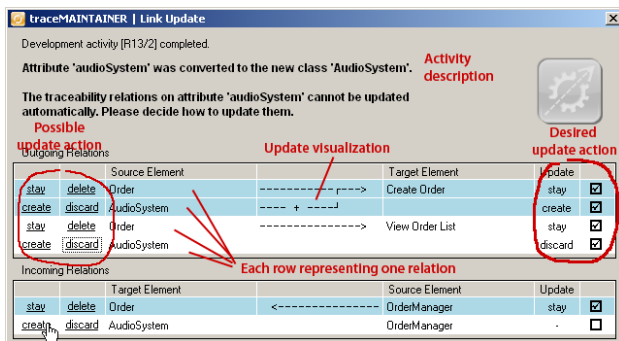 traceMAINTAINER | Link Update
Development activity [R13/2] completed.
Attribute 'audioSystem' was converted to the new class 'AudioSystem'.
Activity description
The traceability relations on attribute 'audioSystem' cannot be updated automatically. Please decide how to update them.
Possible update action
Update visualization
Desired update action
Outgoing Relations
Source Element Target Element Update
stay delete Order -----------┌---> Create Order stay
create discard AudioSystem ---- + ----┘ create
stay delete Order ---------------> View Order List stay
create discard AudioSystem discard
Each row representing one relation
Incoming Relations
Target Element Source Element Update
stay delete Order <--------------- OrderManager stay
create discard AudioSystem OrderManager -